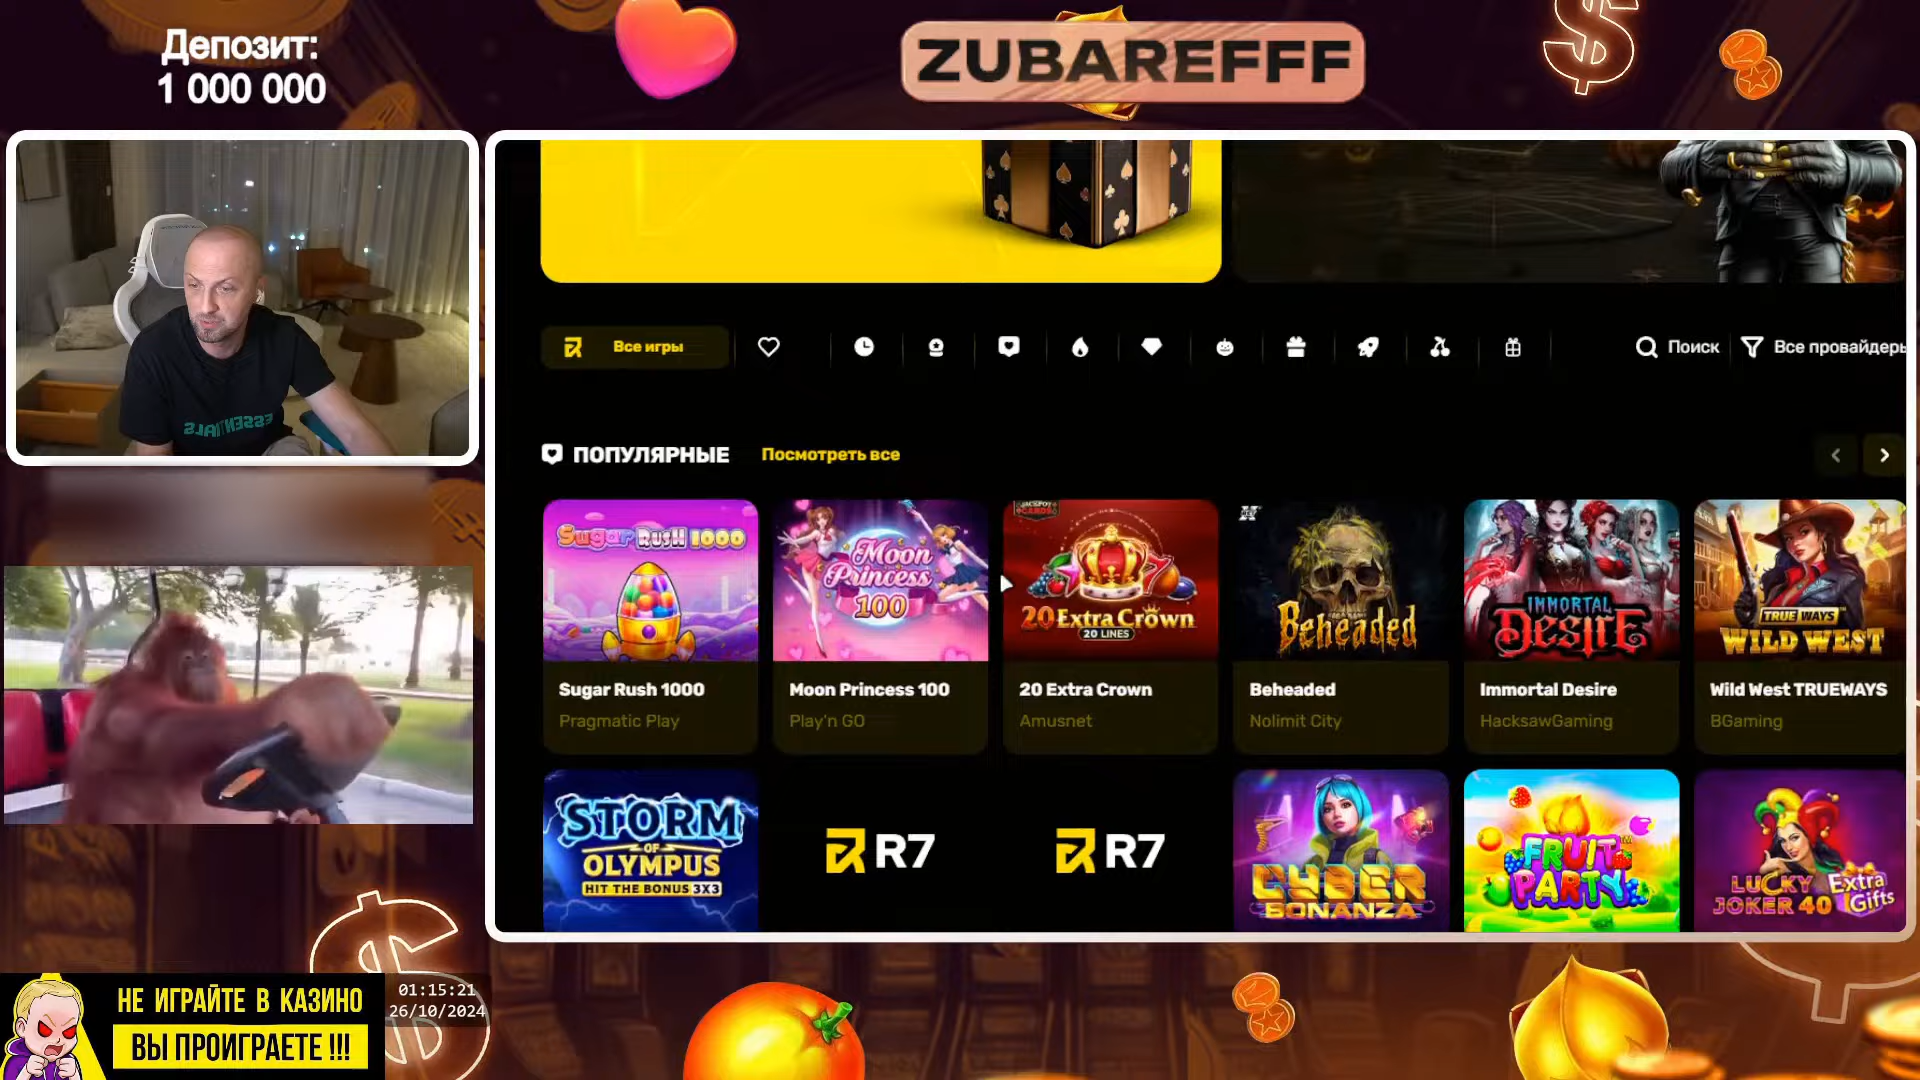 Депозит:
1 000 000
ZUBAREFFF
ESSENTIALS
Все игры
Поиск
Все провайдеры
ПОПУЛЯРНЫЕ
Посмотреть все
SUGAR RUSH 1000
Moon Princess 100
JACKPOT CARDS
20 Extra Crown
20 LINES
Beheaded
IMMORTAL DESIRE
TRUE WAYS
WILD WEST
Sugar Rush 1000
Moon Princess 100
20 Extra Crown
Beheaded
Immortal Desire
Wild West TRUEWAYS
Pragmatic Play
Play'n GO
Amusnet
Nolimit City
HacksawGaming
BGaming
STORM
OF
OLYMPUS
HIT THE BONUS 3X3
R7
R7
CYBER
BONANZA
FRUIT
PARTY
LUCKY
JOKER 40
Extra
Gifts
НЕ ИГРАЙТЕ В КАЗИНО
ВЫ ПРОИГРАЕТЕ !!!
01:15:21
26/10/2024